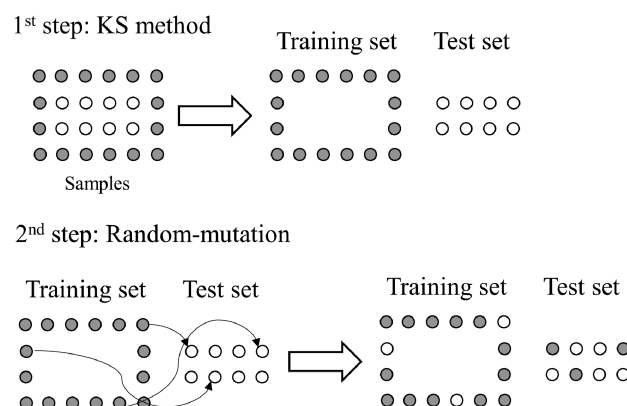 1st step: KS method
Training set Test set
Samples
2nd step: Random-mutation
Training set Test set
Training set Test set